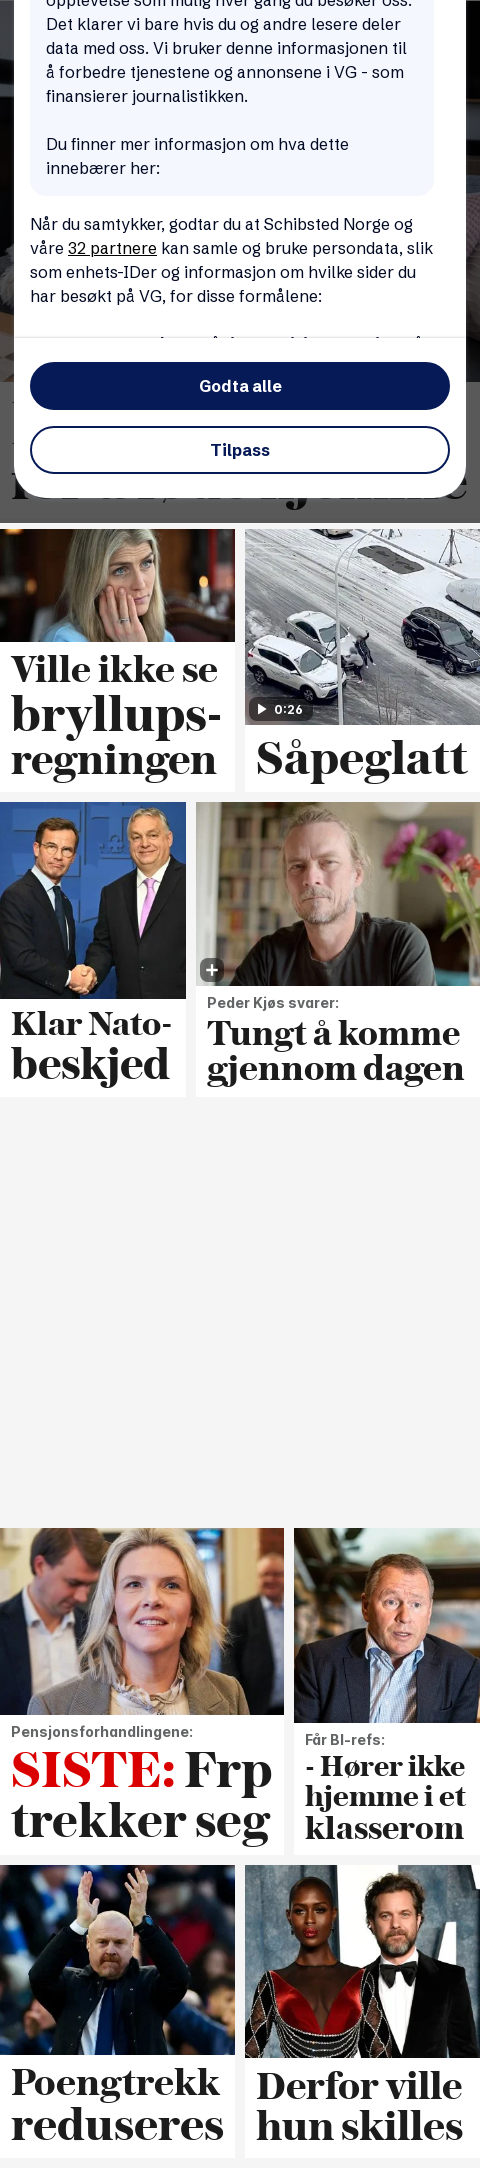 opplevelse som mulig hver gang du besøker oss.
Det klarer vi bare hvis du og andre lesere deler
data med oss. Vi bruker denne informasjonen til
å forbedre tjenestene og annonsene i VG - som
finansierer journalistikken.
Du finner mer informasjon om hva dette
innebærer her:
Når du samtykker, godtar du at Schibsted Norge og
våre 32 partnere kan samle og bruke persondata, slik
som enhets-IDer og informasjon om hvilke sider du
har besøkt på VG, for disse formålene:
Godta alle
Tilpass
Ville ikke se
bryllups-
regningen
0:26
Såpeglatt
Klar Nato-
beskjed
Peder Kjøs svarer:
Tungt å komme
gjennom dagen
Pensjonsforhandlingene:
SISTE: Frp
trekker seg
Får BI-refs:
- Hører ikke
hjemme i et
klasserom
Poengtrekk
reduseres
Derfor ville
hun skilles